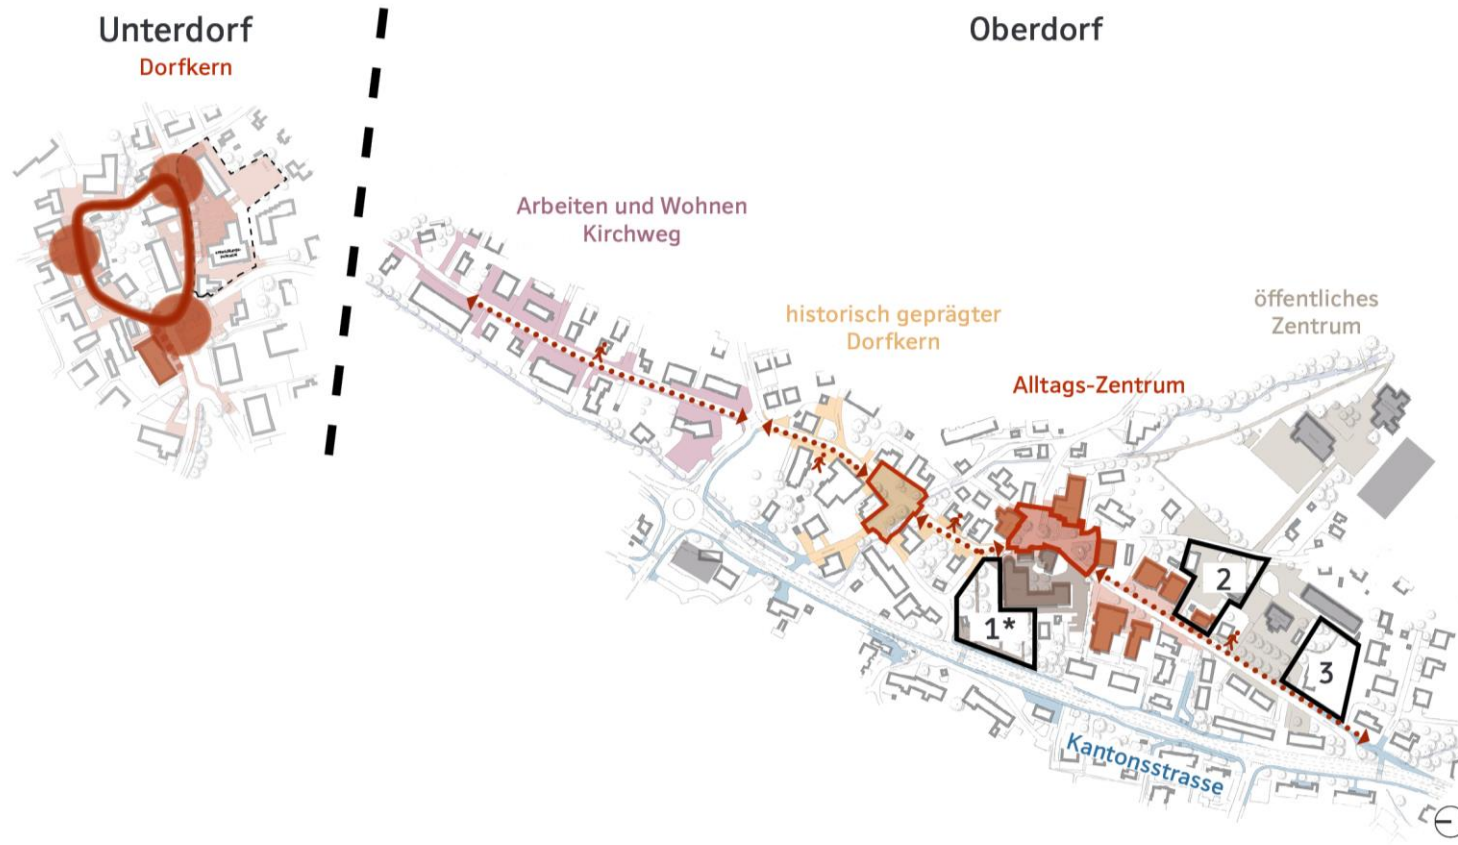 Unterdorf
Dorfkern
Oberdorf
Arbeiten und Wohnen
Kirchweg
historisch geprägter
Dorfkern
öffentliches
Zentrum
Alltags-Zentrum
1*
2
3
Kantonsstrasse